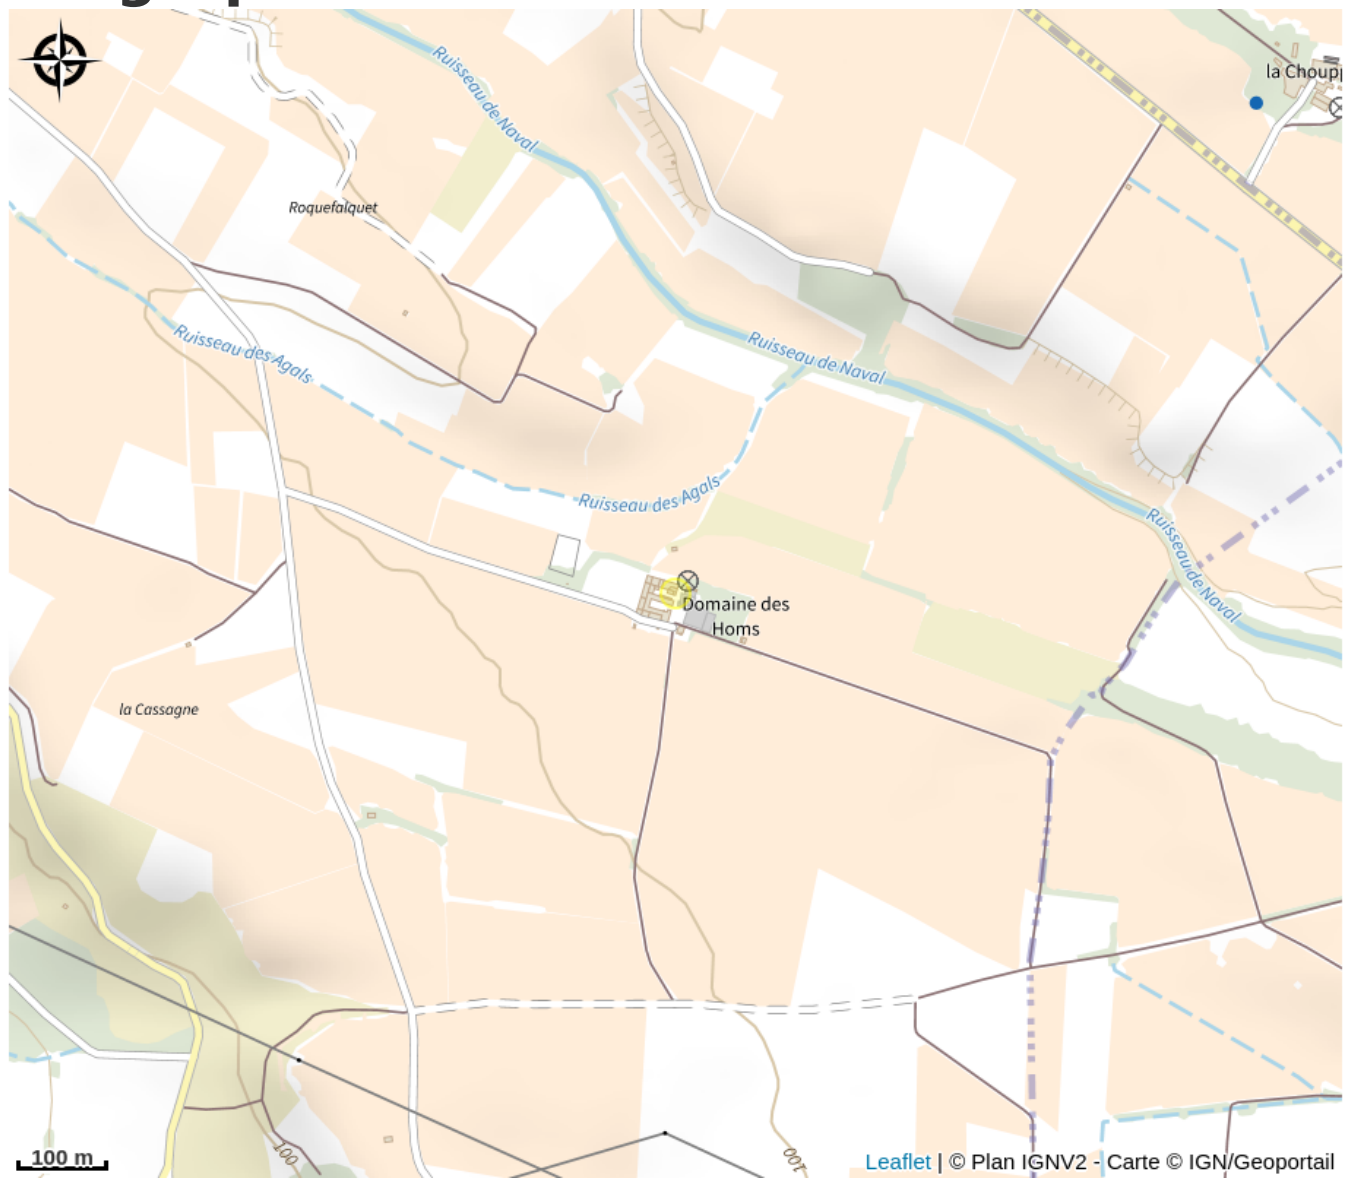 Ruisseau de Naval
la Choupp
Roquefalquet
Ruisseau des Agals
Ruisseau de Naval
Ruisseau des Agals
Ruisseau de Naval
Domaine des
Homs
la Cassagne
100
100
100 m
Leaflet | © Plan IGNV2 - Carte © IGN/Geoportail